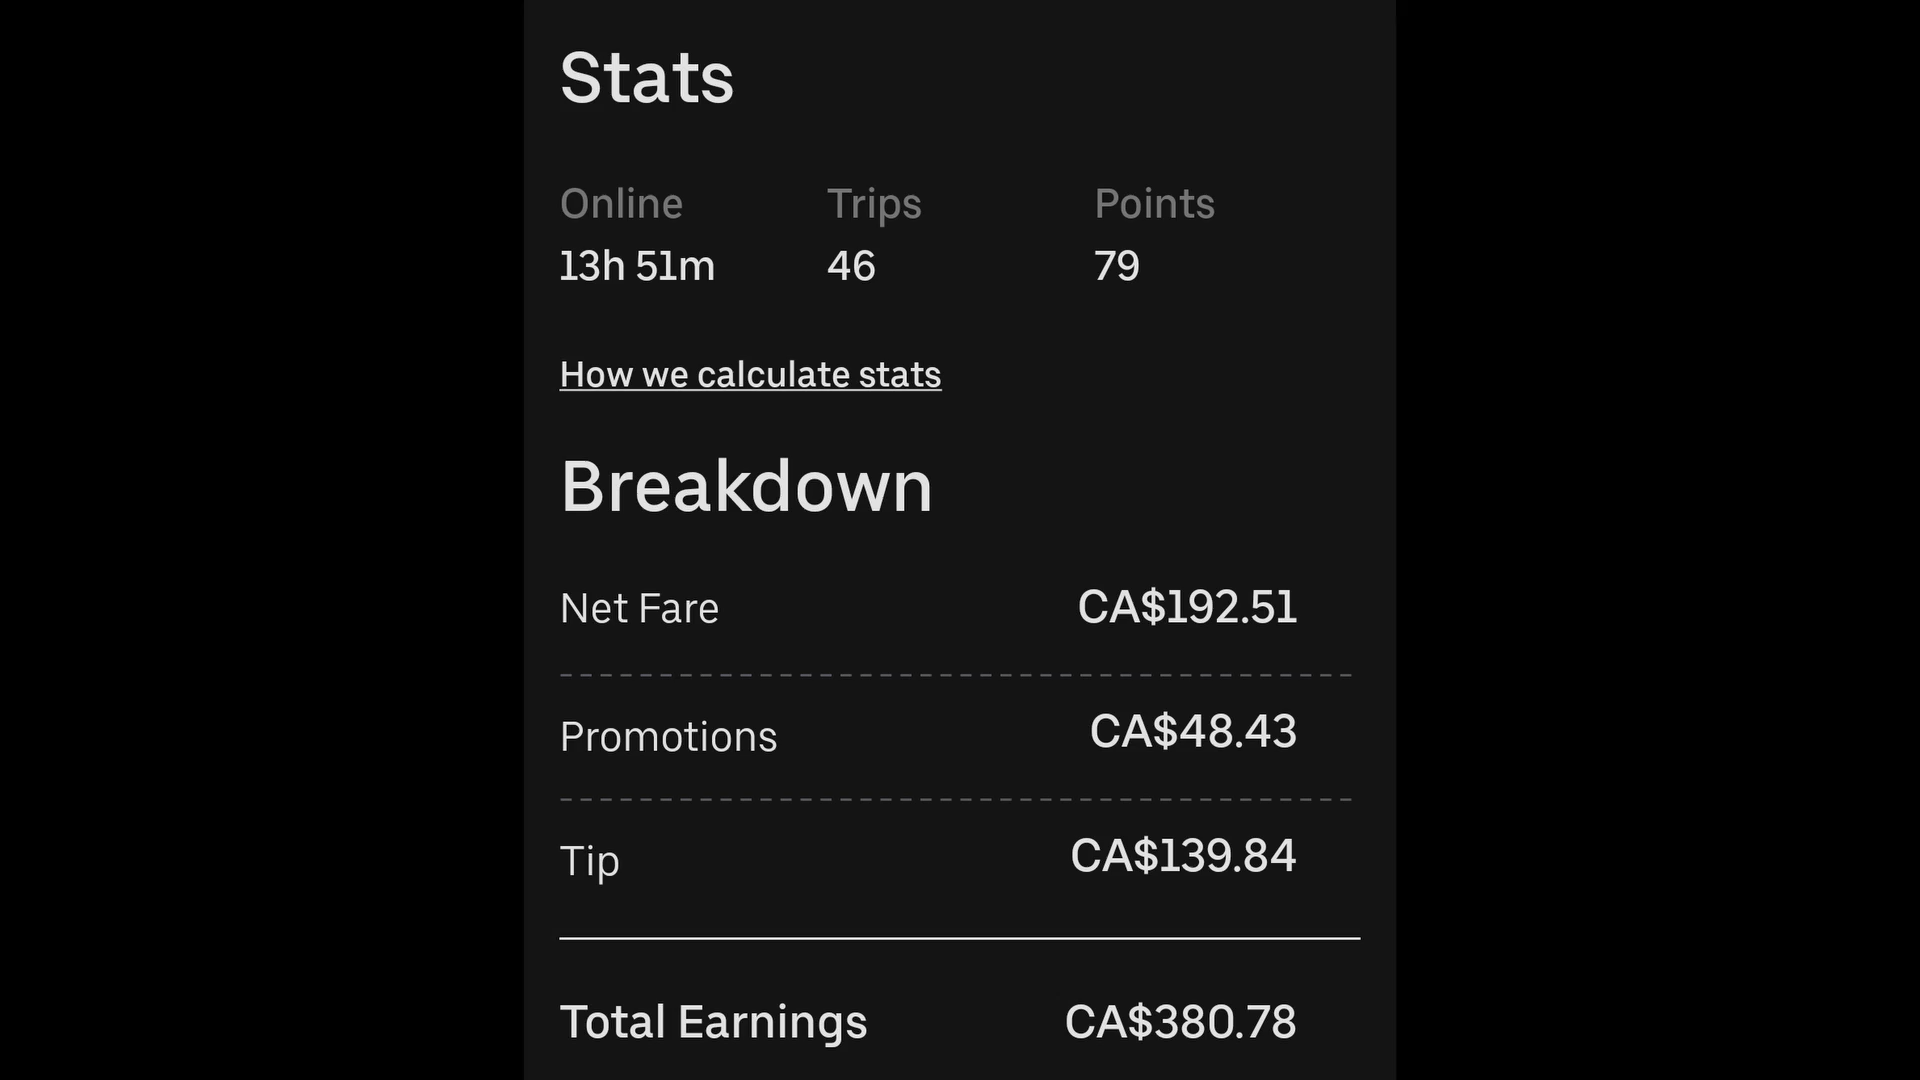 Stats
Online Trips Points
13h 51m 46 79
How we calculate stats
Breakdown
Net Fare CA$192.51
Promotions CA$48.43
Tip CA$139.84
Total Earnings CA$380.78